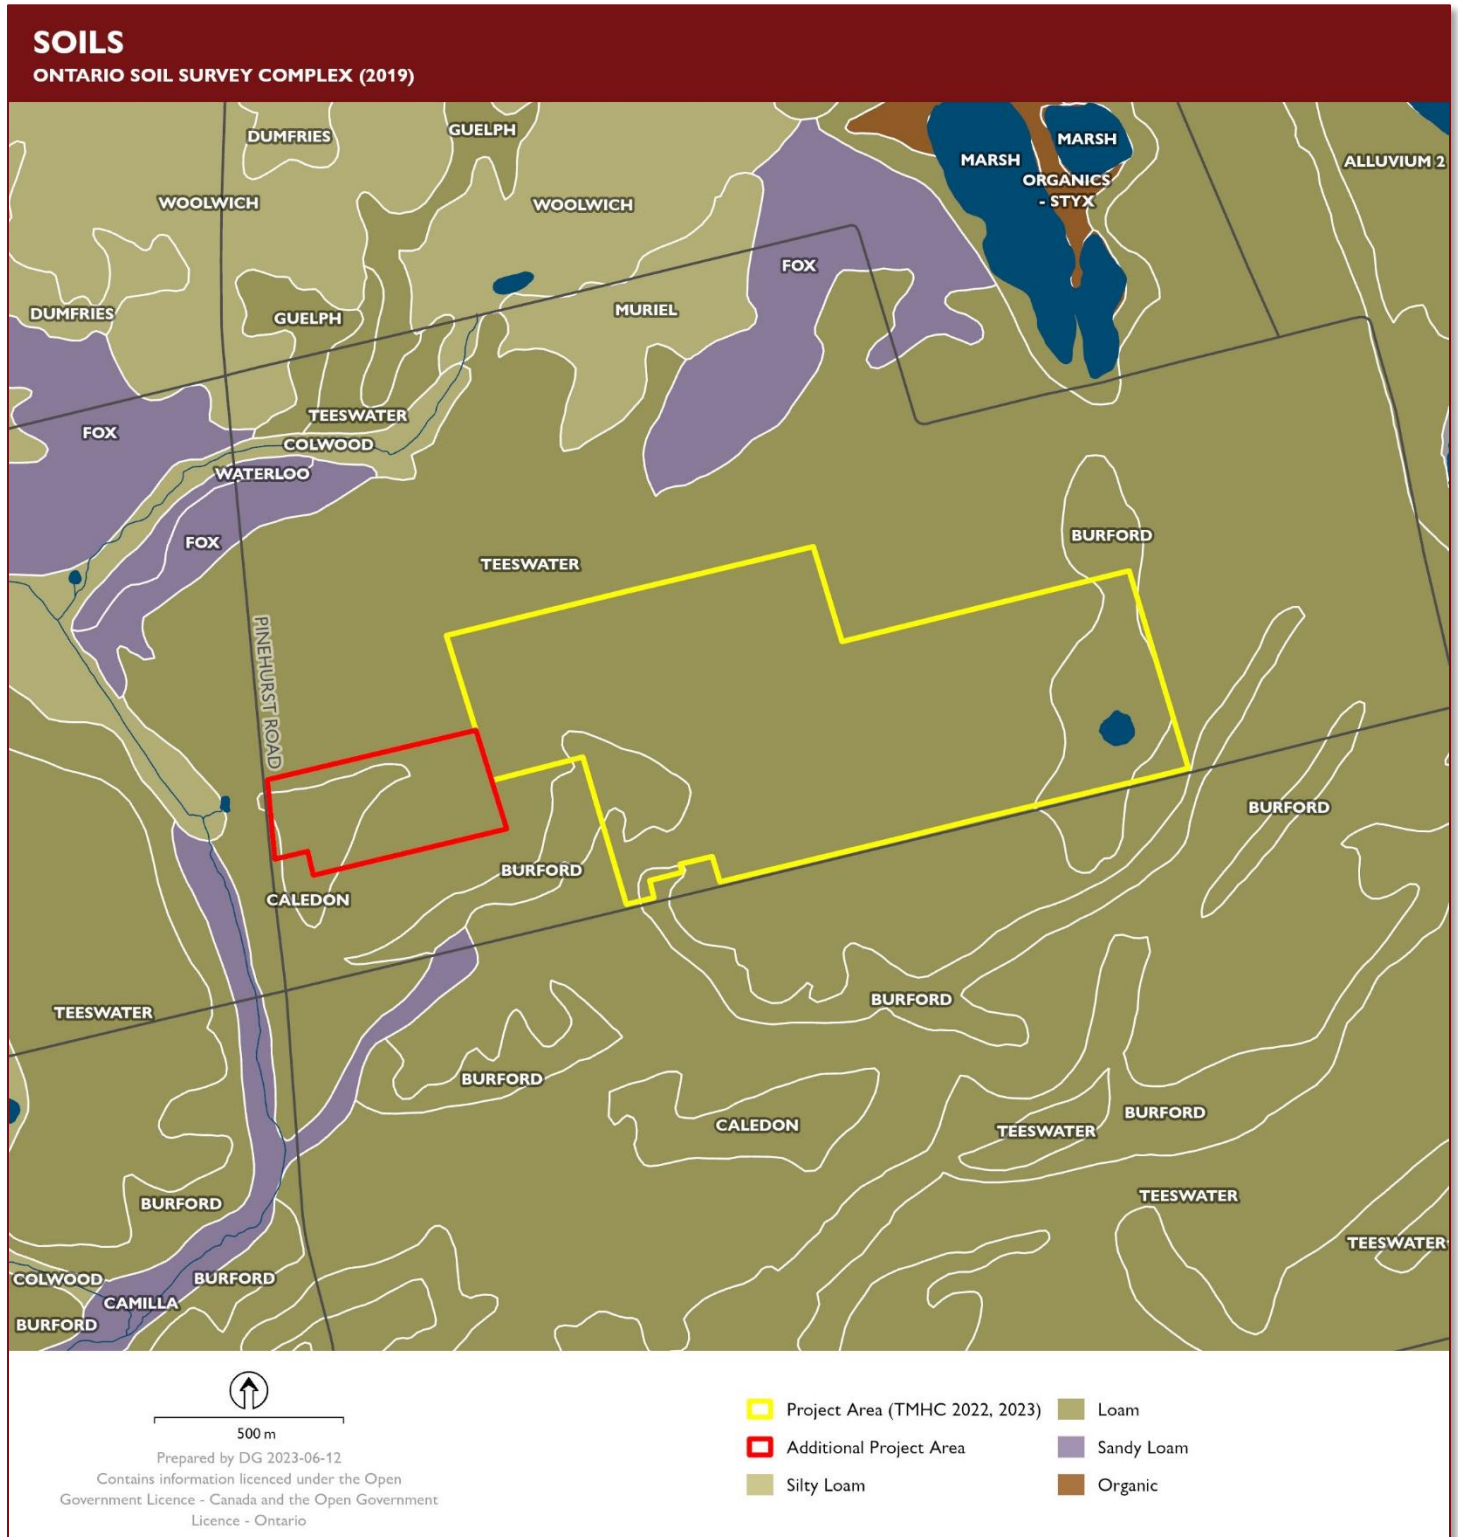 SOILS
ONTARIO SOIL SURVEY COMPLEX (2019)
DUMFRIES
GUELPH
MARSH
MARSH
ALLUVIUM 2
ORGANICS
- STYX
WOOLWICH
WOOLWICH
FOX
DUMFRIES
GUELPH
MURIEL
TEESWATER
FOX
COLWOOD
WATERLOO
FOX
BURFORD
TEESWATER
PINEHURST ROAD
BURFORD
BURFORD
CALEDON
BURFORD
TEESWATER
BURFORD
BURFORD
CALEDON
TEESWATER
BURFORD
TEESWATER
BURFORD
TEESWATER
COLWOOD
BURFORD
CAMILLA
BURFORD
500 m
Prepared by DG 2023-06-12
Contains information licenced under the Open
Government Licence - Canada and the Open Government
Licence - Ontario
Project Area (TMHC 2022, 2023)
Additional Project Area
Silty Loam
Loam
Sandy Loam
Organic